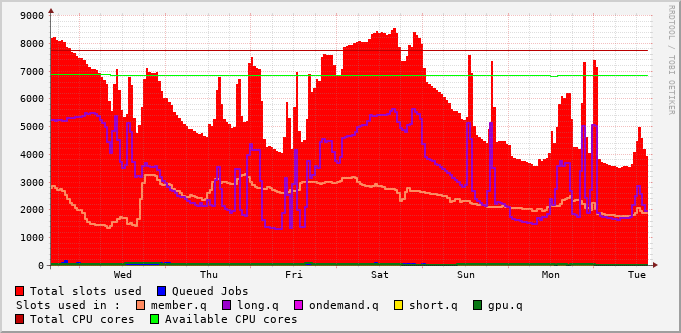 9000
8000
7000
6000
5000
4000
3000
2000
1000
0
Wed Thu Fri Sat Sun Mon Tue
RRDTOOL / TOBI OETIKER
Total slots used Queued Jobs
Slots used in : member.q long.q ondemand.q short.q gpu.q
Total CPU cores Available CPU cores